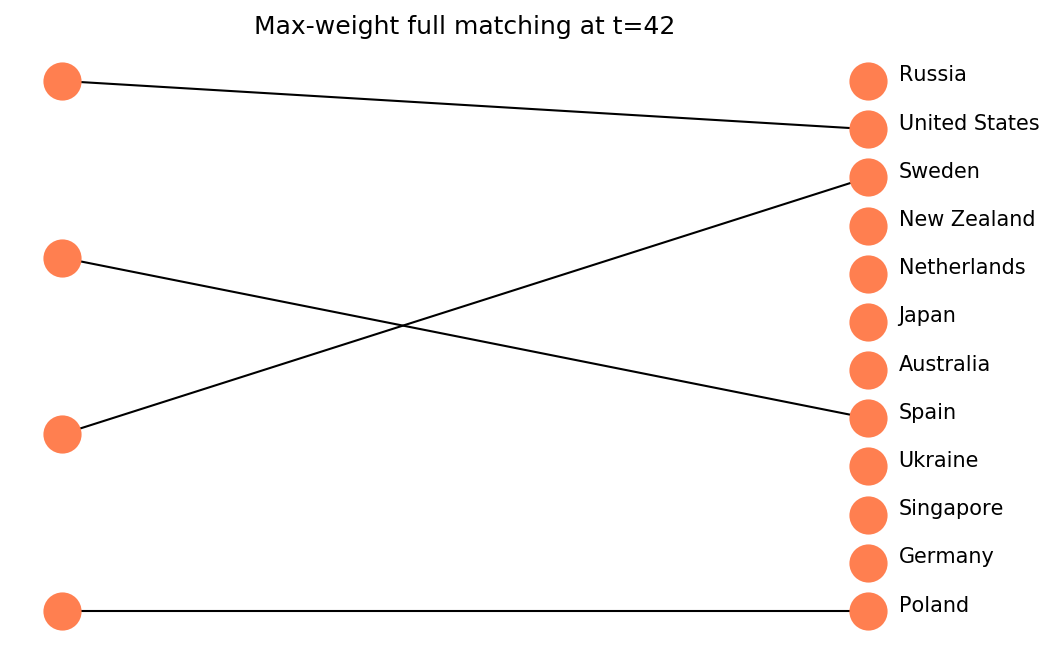 Max-weight full matching at t=42
Russia
United States
Sweden
New Zealand
Netherlands
Japan
Australia
Spain
Ukraine
Singapore
Germany
Poland